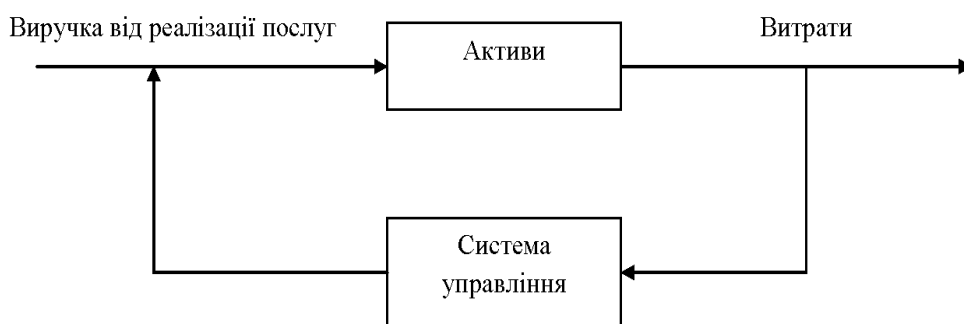 Виручка від реалізації послуг
Активи
Витрати
Система
управління